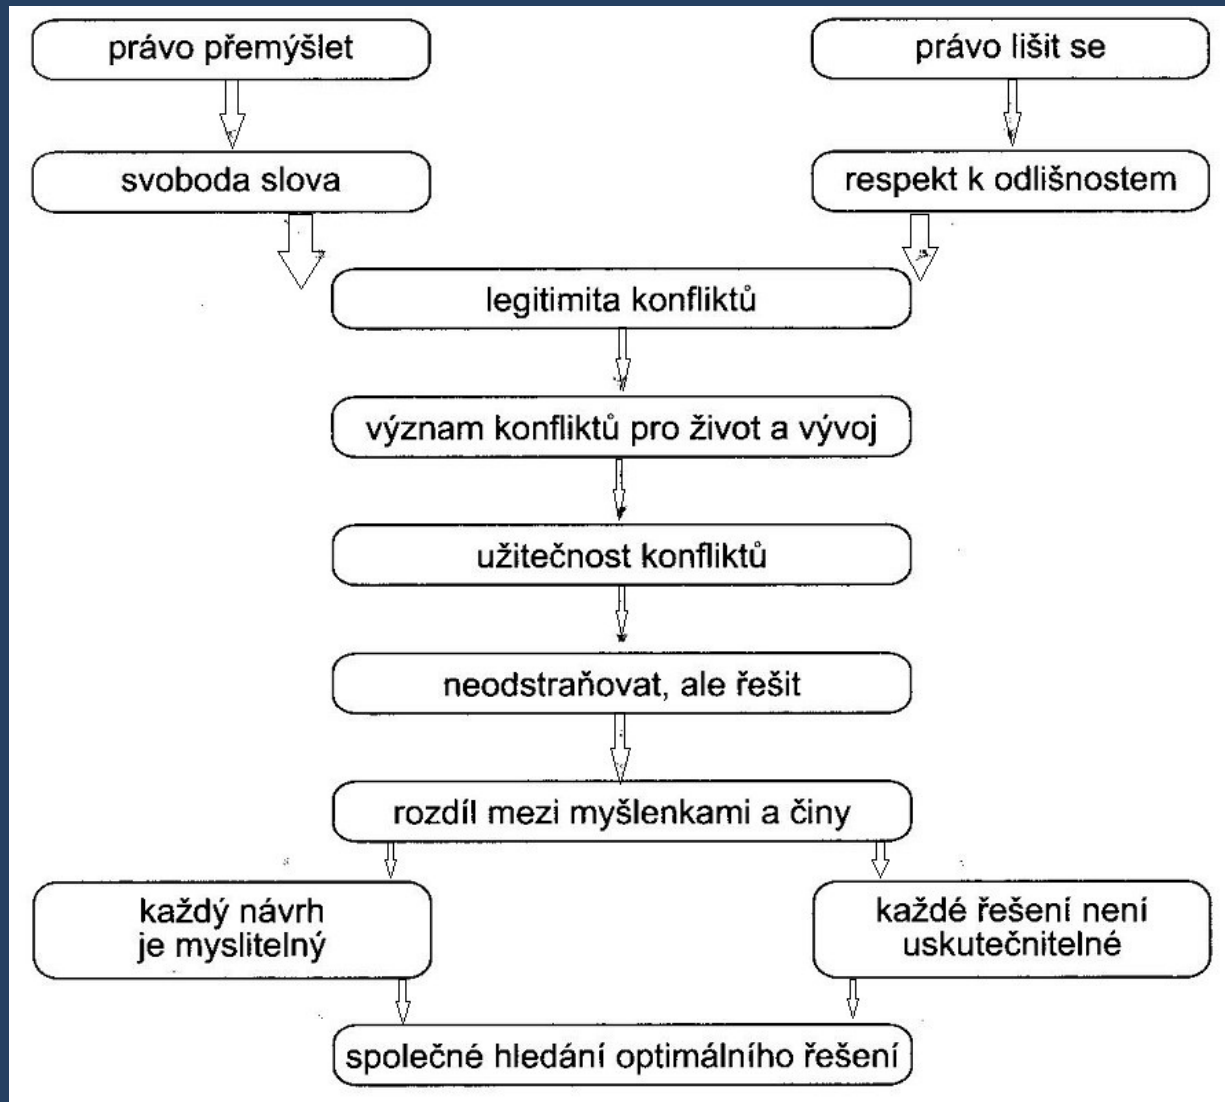 právo přemýšlet
právo lišit se
svoboda slova
respekt k odlišnostem
legitimita konfliktů
význam konfliktů pro život a vývoj
užitečnost konfliktů
neodstraňovat, ale řešit
rozdíl mezi myšlenkami a činy
každý návrh
je myslitelný
každé řešení není
uskutečnitelné
společné hledání optimálního řešení